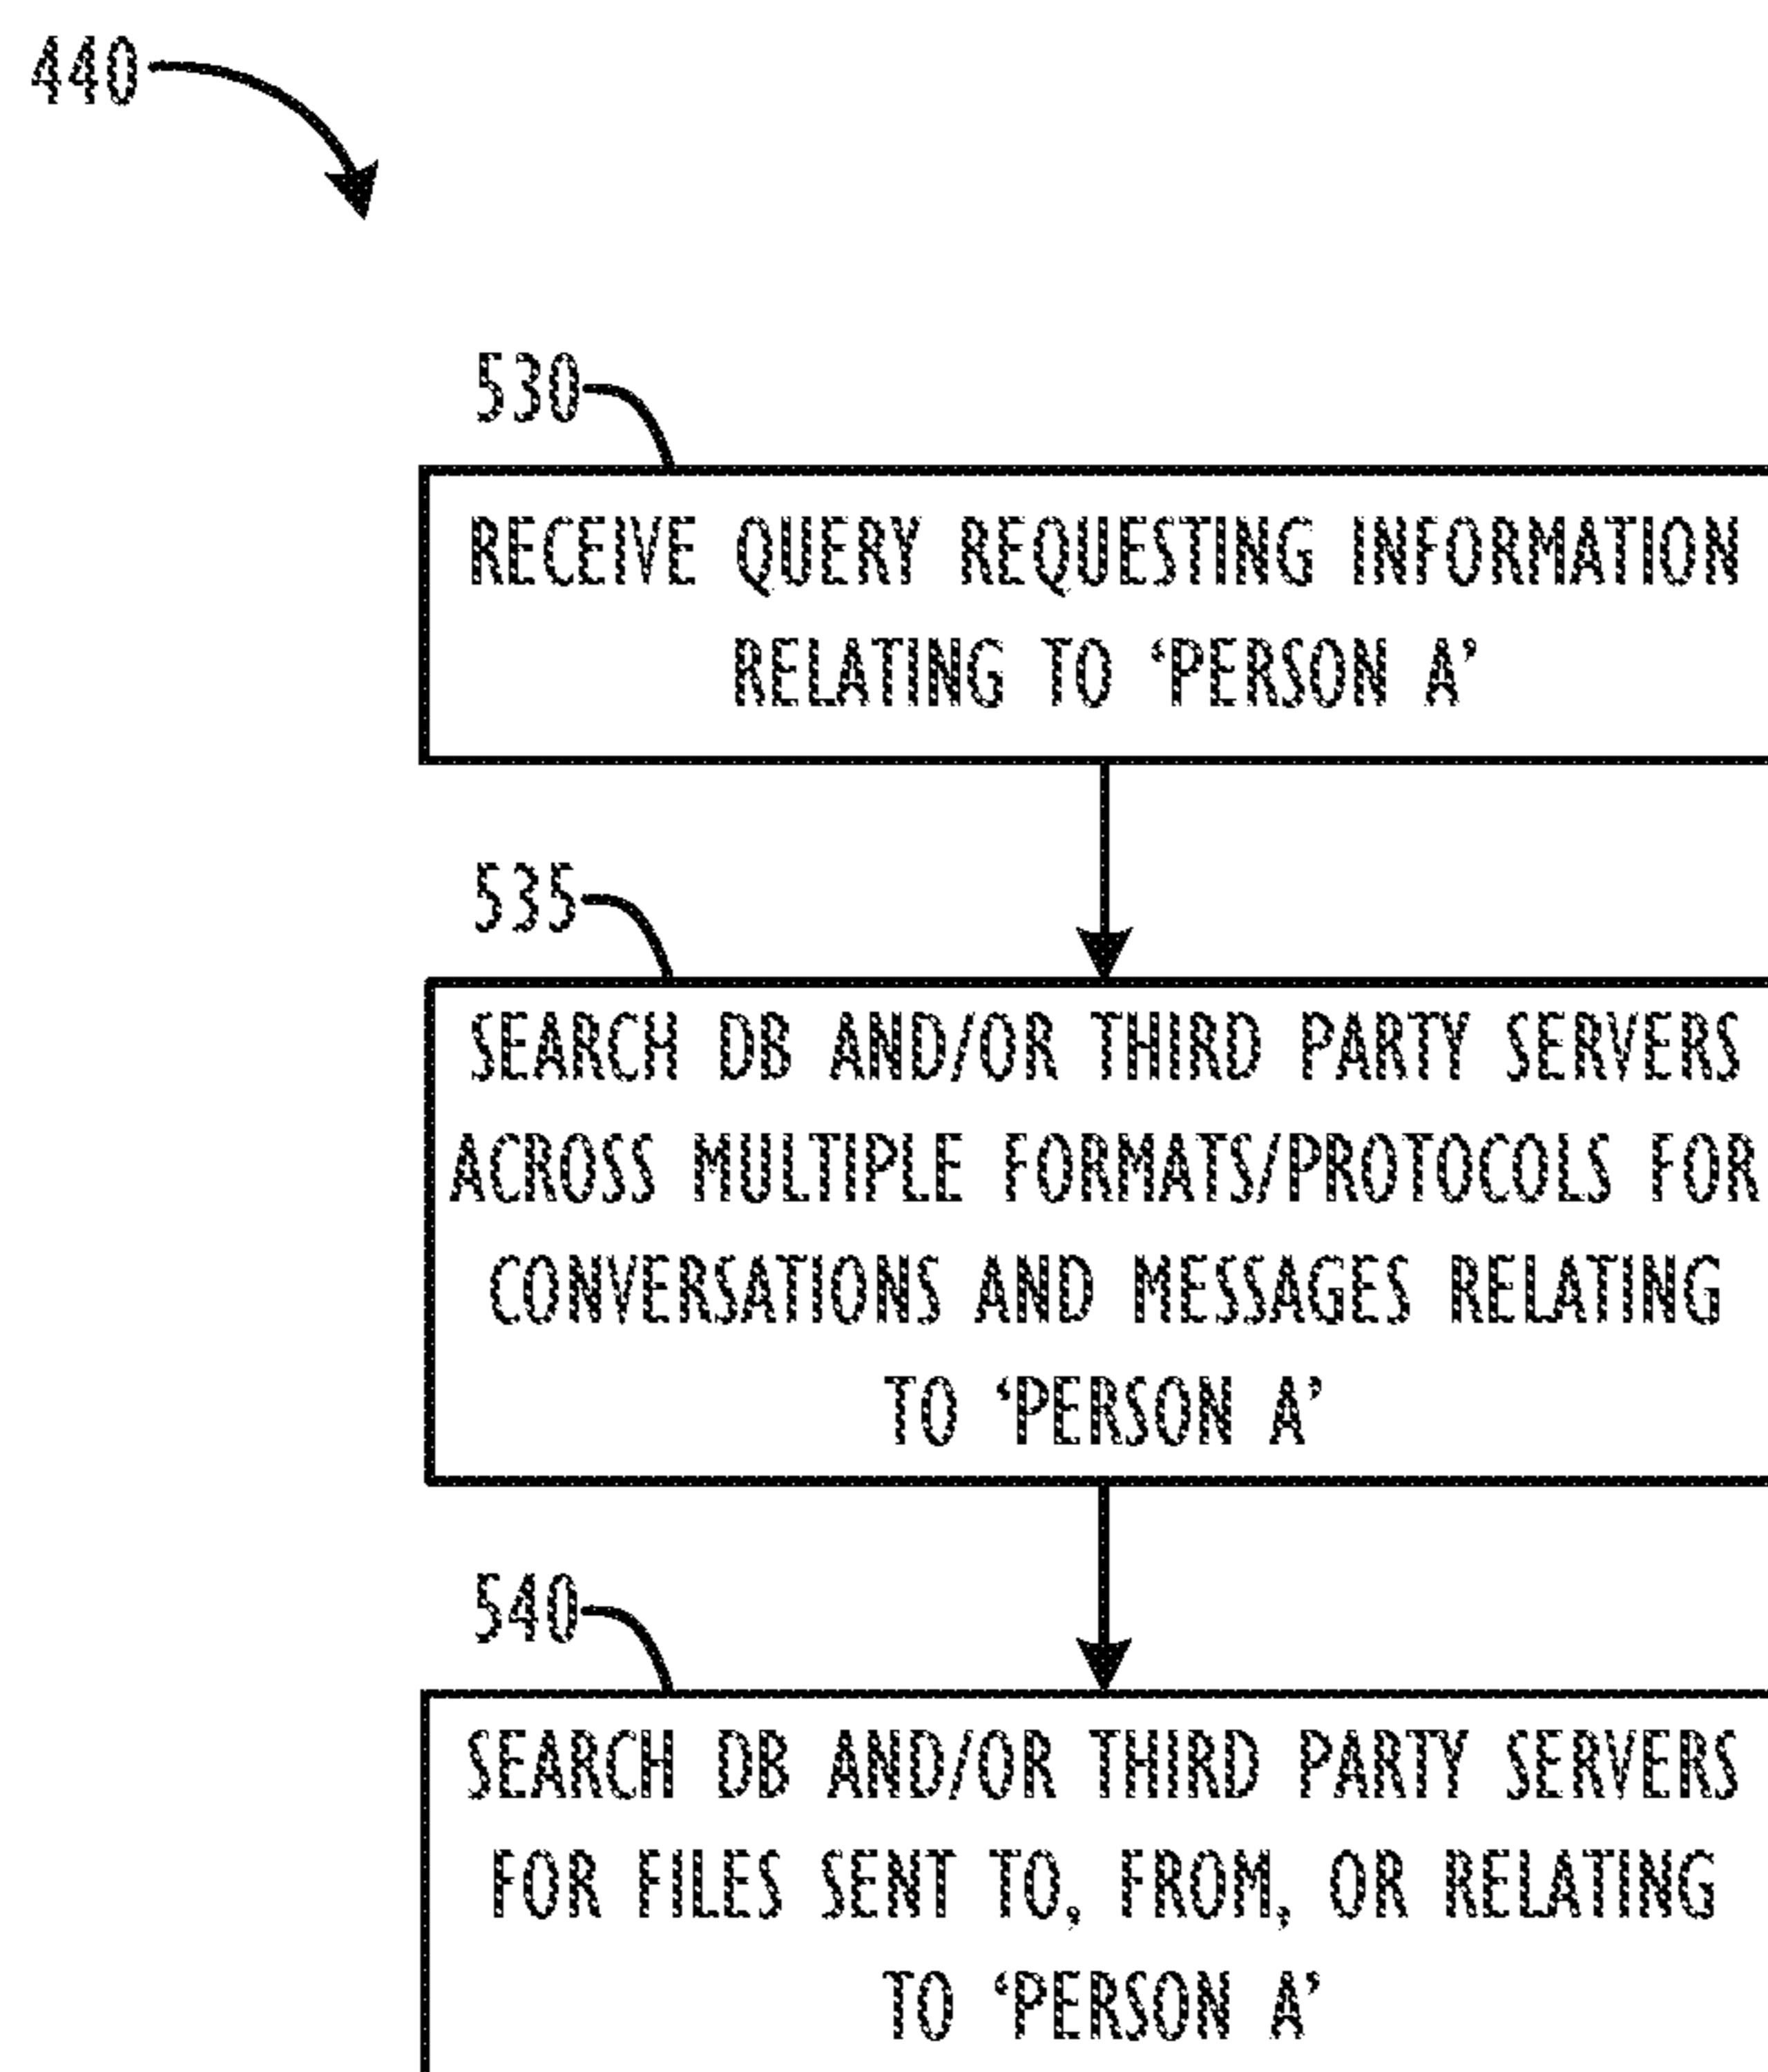 440
530
RECEIVE QUERY REQUESTING INFORMATION
RELATING TO ‘PERSON A’
535
SEARCH DB AND/OR THIRD PARTY SERVERS
ACROSS MULTIPLE FORMATS/PROTOCOLS FOR
CONVERSATIONS AND MESSAGES RELATING
TO ‘PERSON A’
540
SEARCH DB AND/OR THIRD PARTY SERVERS
FOR FILES SENT TO, FROM, OR RELATING
TO ‘PERSON A’